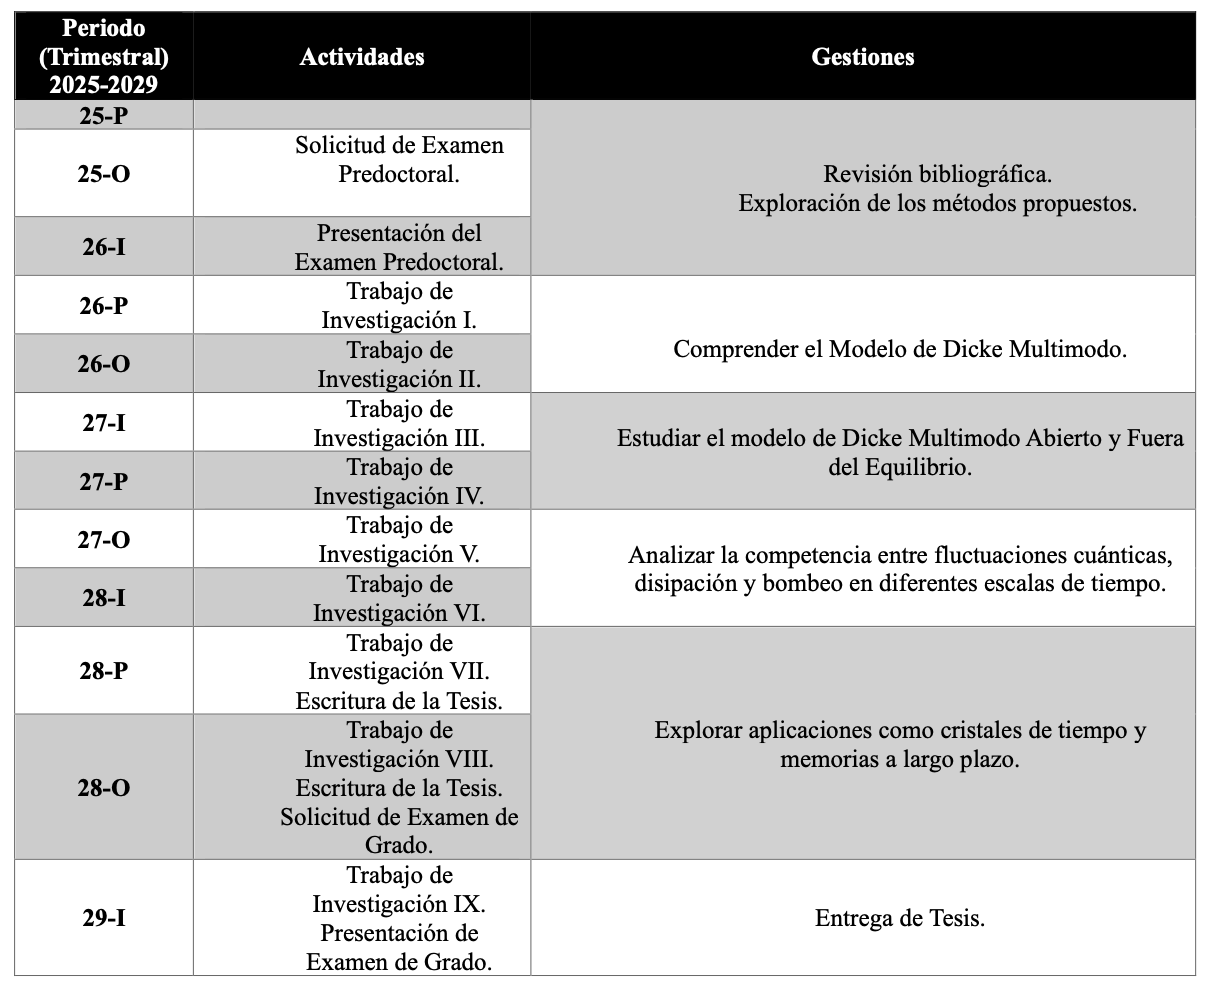 Periodo
(Trimestral)
2025-2029
Actividades
Gestiones
25-P
Revisión bibliográfica.
Exploración de los métodos propuestos.
25-O
Solicitud de Examen
Predoctoral.
26-I
Presentación del
Examen Predoctoral.
26-P
Trabajo de
Investigación I.
Comprender el Modelo de Dicke Multimodo.
26-O
Trabajo de
Investigación II.
27-I
Trabajo de
Investigación III.
Estudiar el modelo de Dicke Multimodo Abierto y Fuera
del Equilibrio.
27-P
Trabajo de
Investigación IV.
27-O
Trabajo de
Investigación V.
Analizar la competencia entre fluctuaciones cuánticas,
disipación y bombeo en diferentes escalas de tiempo.
28-I
Trabajo de
Investigación VI.
28-P
Trabajo de
Investigación VII.
Escritura de la Tesis.
Explorar aplicaciones como cristales de tiempo y
memorias a largo plazo.
28-O
Trabajo de
Investigación VIII.
Escritura de la Tesis.
Solicitud de Examen de
Grado.
29-I
Trabajo de
Investigación IX.
Presentación de
Examen de Grado.
Entrega de Tesis.